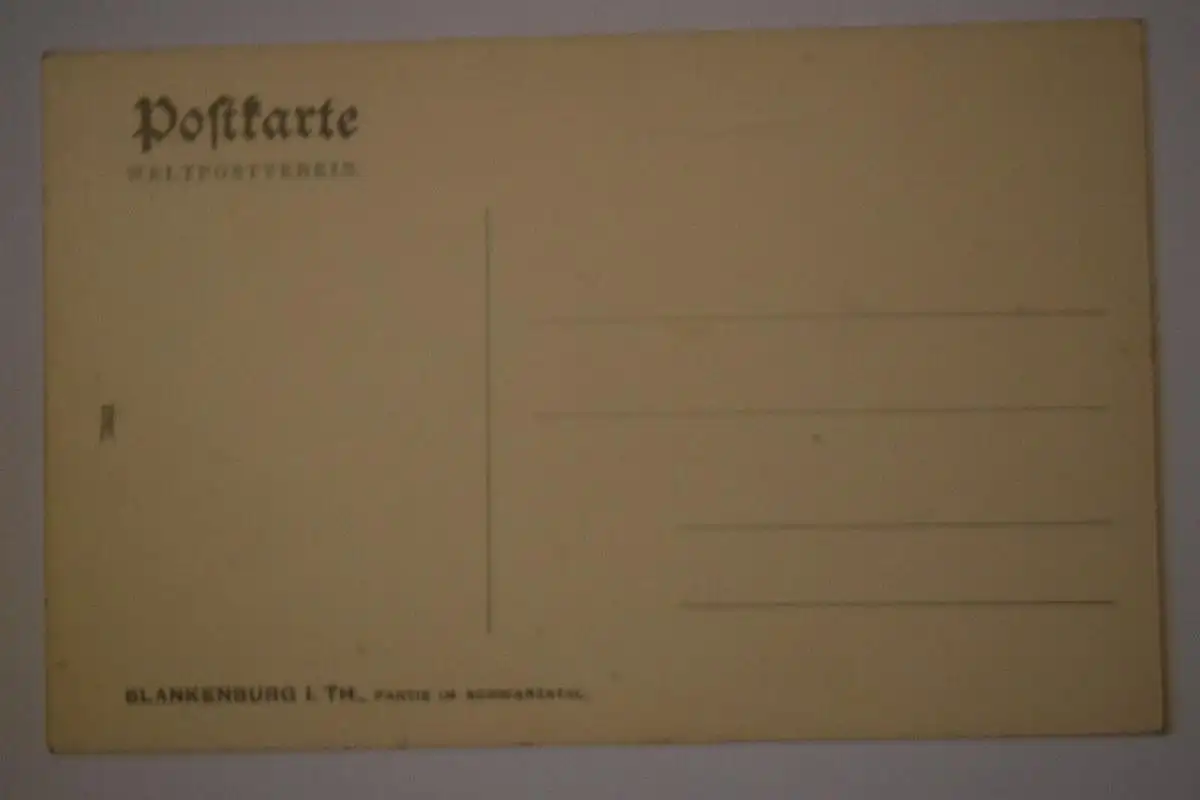 Poſtkarte
WELTPOSTVEREIN
BLANKENBURG I. TH., PARTIE IM SCHWARZATAL.